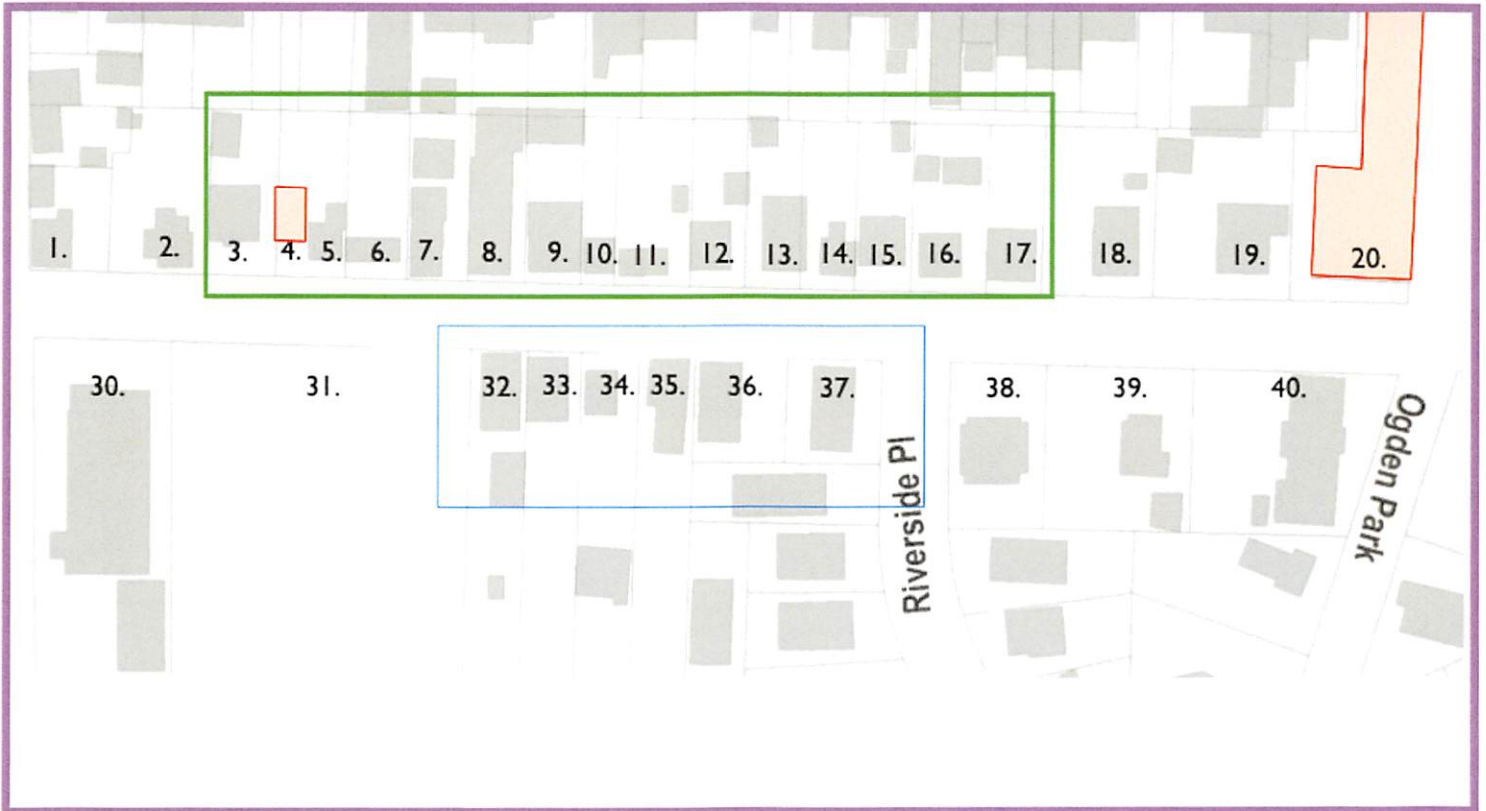 1. 2. 3. 4. 5. 6. 7. 8. 9. 10. 11. 12. 13. 14. 15. 16. 17. 18. 19. 20.
30. 31. 32. 33. 34. 35. 36. 37. 38. 39. 40.
Riverside Pl
Ogden Park